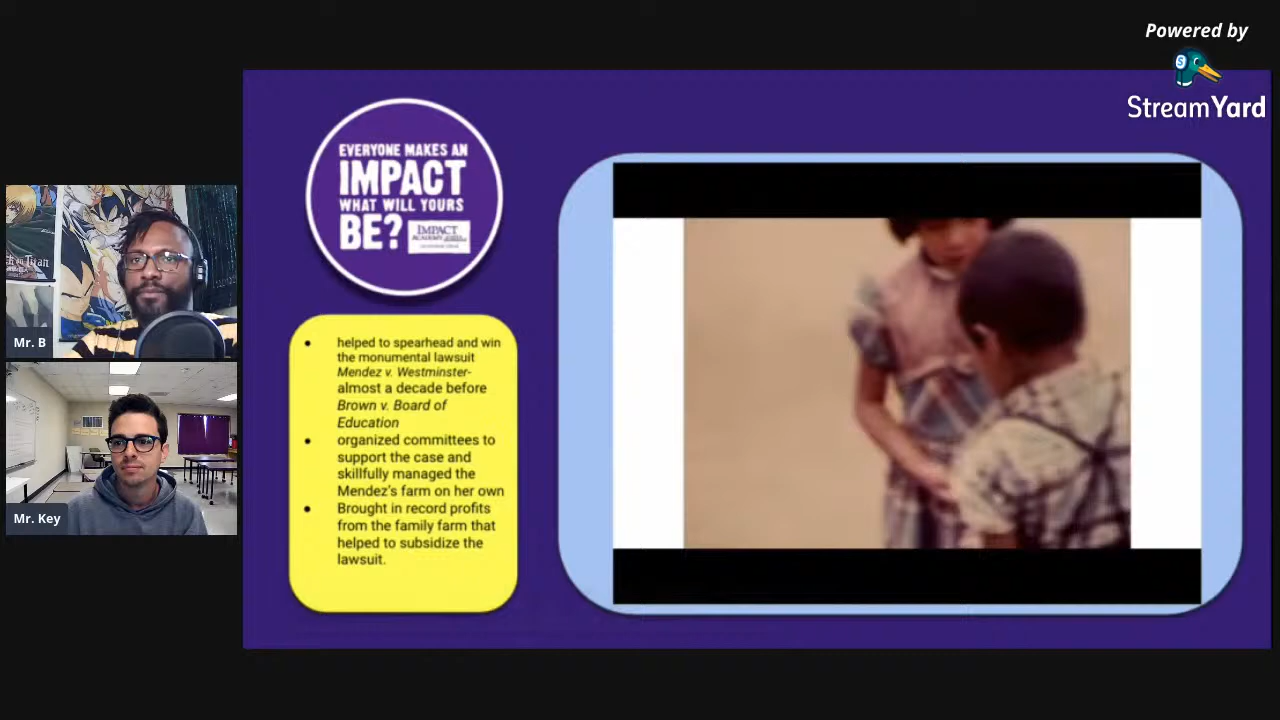 Powered by
StreamYard
EVERYONE MAKES AN
IMPACT
WHAT WILL YOURS
BE?
IMPACT
ACADEMY
Mr. B
Mr. Key
● helped to spearhead and win
the monumental lawsuit
Mendez v. Westminster-
almost a decade before
Brown v. Board of
Education
● organized committees to
support the case and
skillfully managed the
Mendez's farm on her own
● Brought in record profits
from the family farm that
helped to subsidize the
lawsuit.